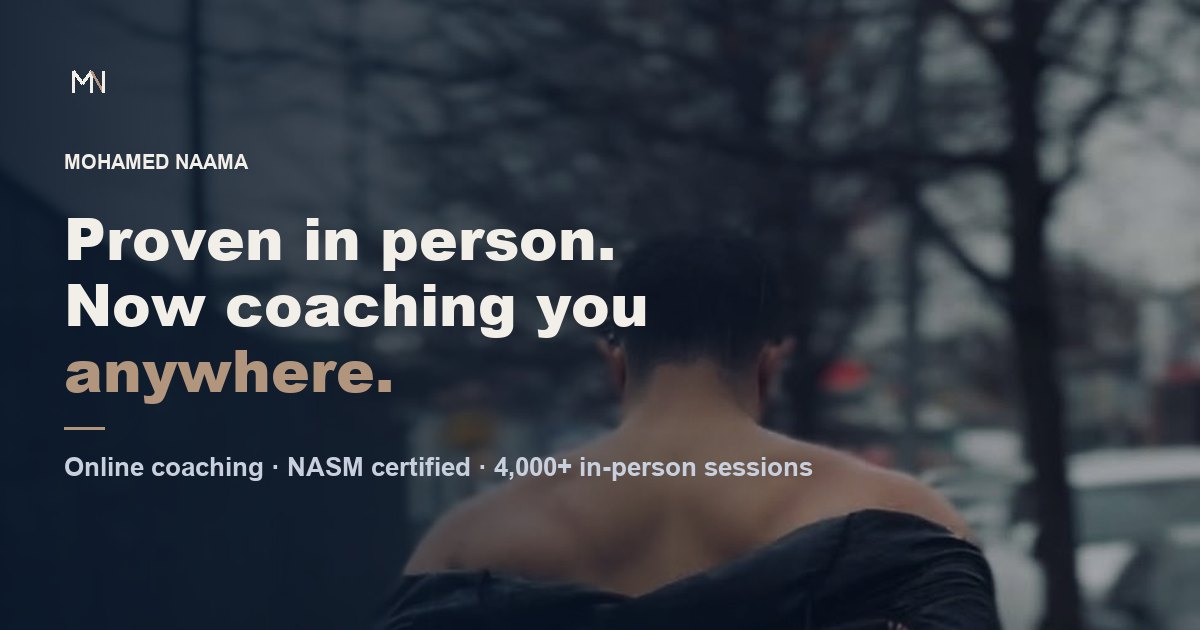 MN
MOHAMED NAAMA
Proven in person.
Now coaching you
anywhere.
Online coaching · NASM certified · 4,000+ in-person sessions